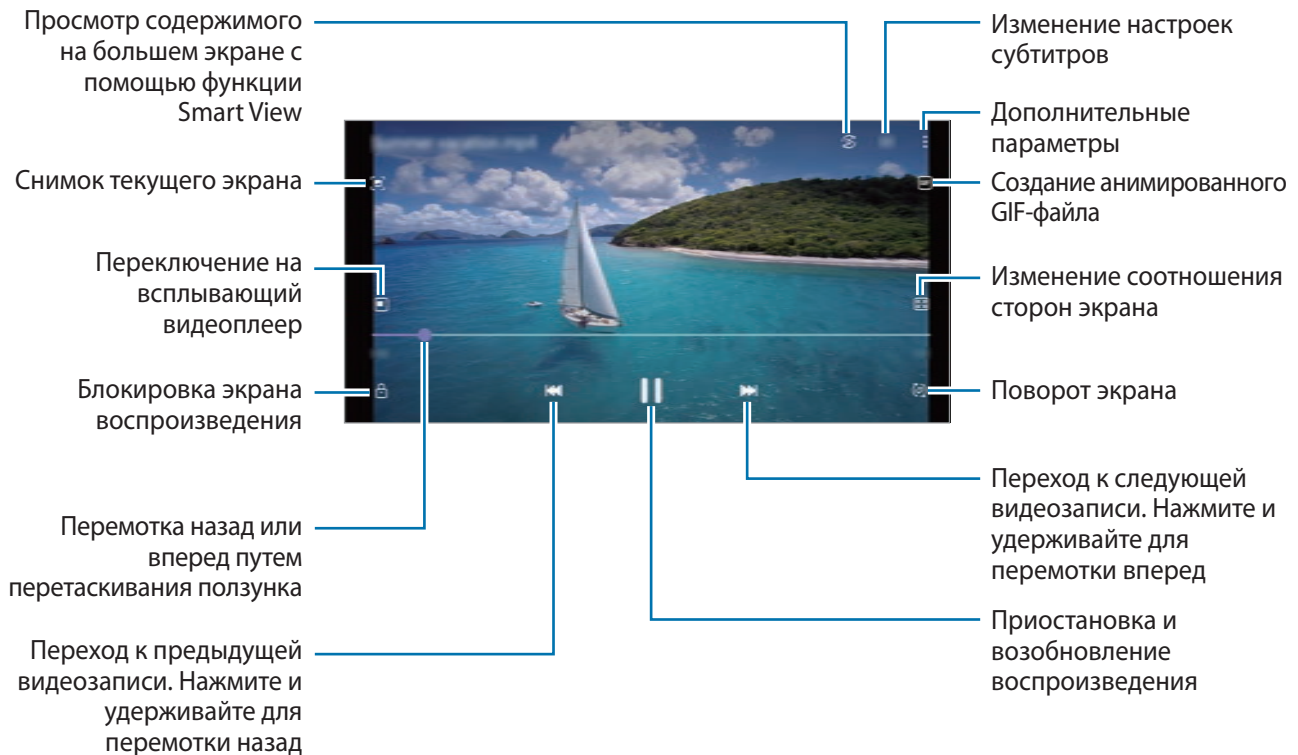 Просмотр содержимого
на большем экране с
помощью функции
Smart View
Снимок текущего экрана
Переключение на
всплывающий
видеоплеер
Блокировка экрана
воспроизведения
Перемотка назад или
вперед путем
перетаскивания ползунка
Переход к предыдущей
видеозаписи. Нажмите и
удерживайте для
перемотки назад
Изменение настроек
субтитров
Дополнительные
параметры
Создание анимированного
GIF-файла
Изменение соотношения
сторон экрана
Поворот экрана
Переход к следующей
видеозаписи. Нажмите и
удерживайте для
перемотки вперед
Приостановка и
возобновление
воспроизведения